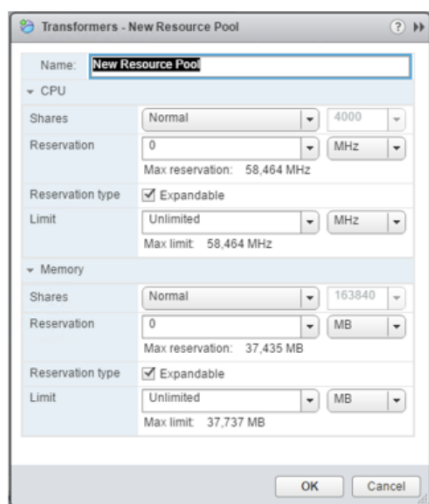 Transformers - New Resource Pool
Name: New Resource Pool
CPU
Shares Normal 4000
Reservation 0 MHz
Max reservation: 58,464 MHz
Reservation type Expandable
Limit Unlimited MHz
Max limit: 58,464 MHz
Memory
Shares Normal 163840
Reservation 0 MB
Max reservation: 37,435 MB
Reservation type Expandable
Limit Unlimited MB
Max limit: 37,737 MB
OK Cancel